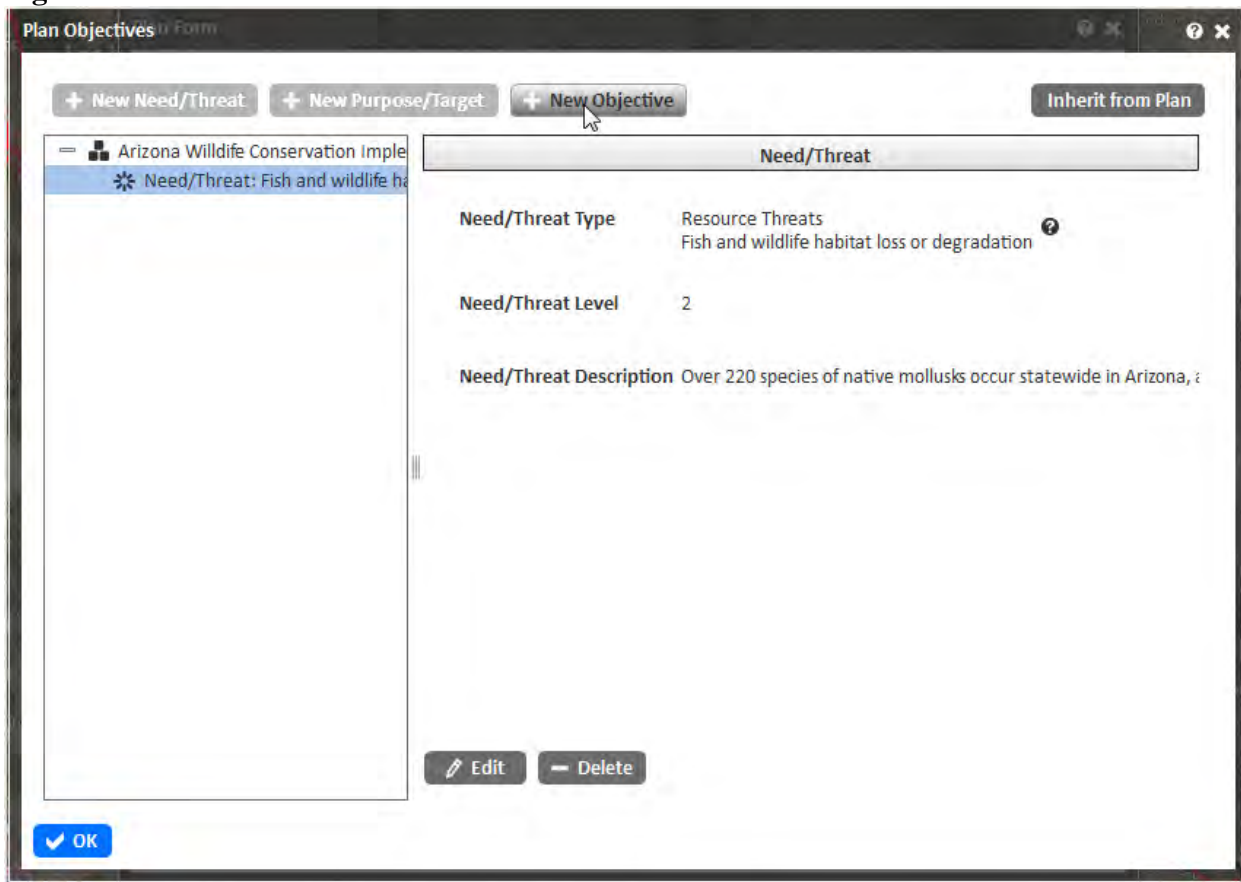 Plan Objectives
+ New Need/Threat + New Purpose/Target + New Objective Inherit from Plan
Arizona Willdife Conservation Imple
Need/Threat: Fish and wildlife ha
Need/Threat
Need/Threat Type Resource Threats
Fish and wildlife habitat loss or degradation
Need/Threat Level 2
Need/Threat Description Over 220 species of native mollusks occur statewide in Arizona,
Edit Delete
OK